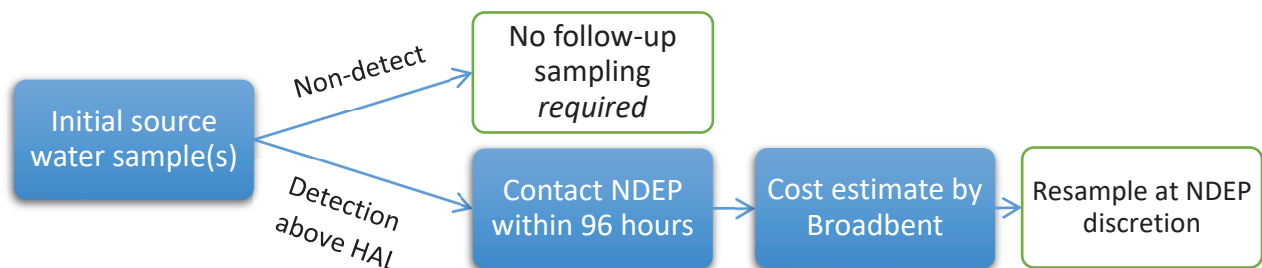 Initial source
water sample(s)
Non-detect
No follow-up
sampling
required
Detection
above HAL
Contact NDEP
within 96 hours
Cost estimate by
Broadbent
Resample at NDEP
discretion